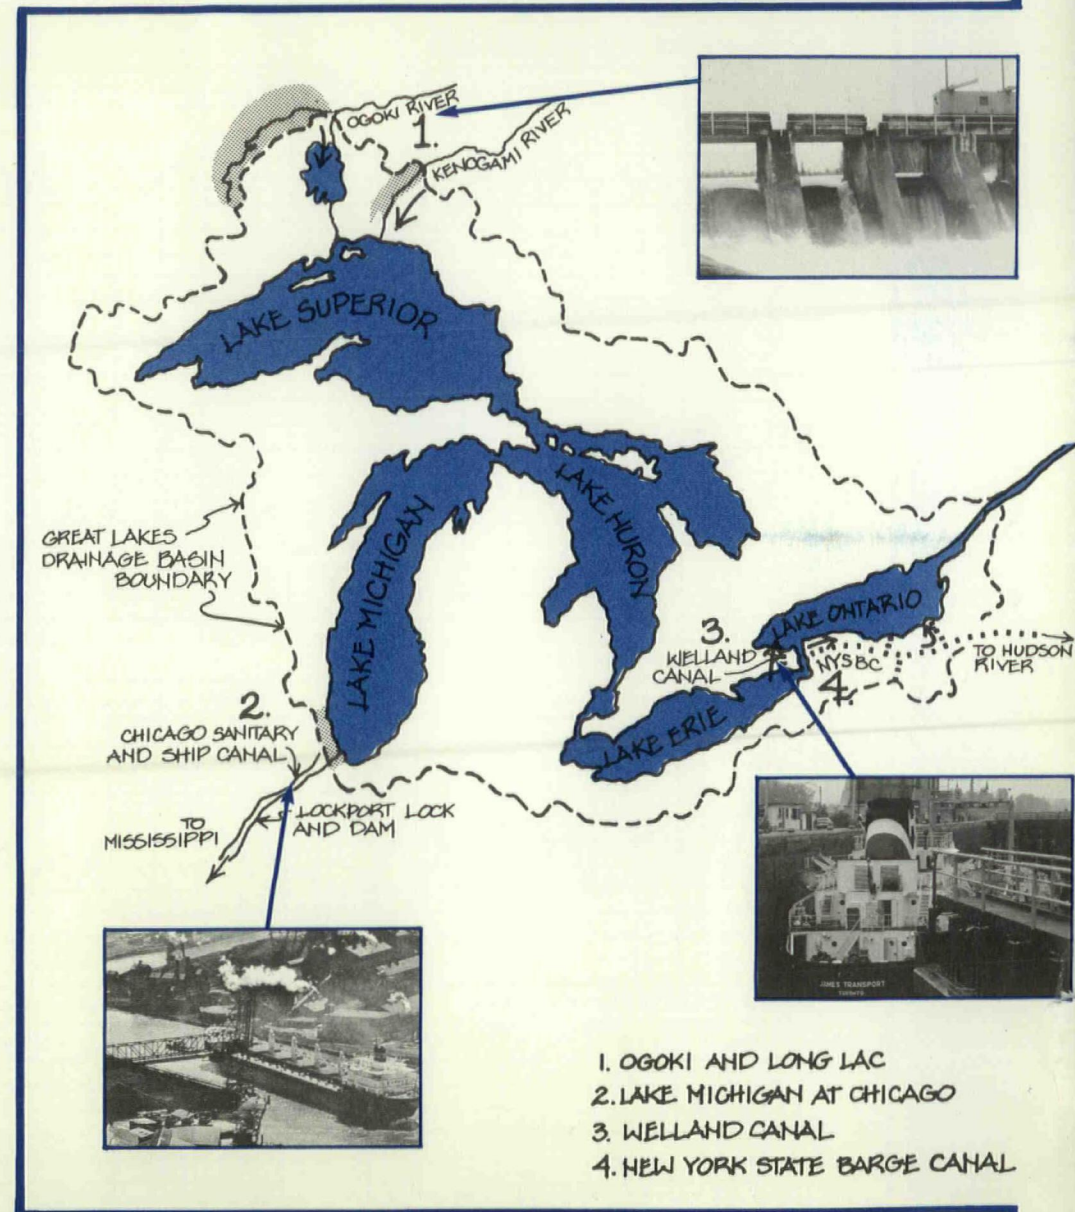 OGOKI RIVER
1.
KENOGAMI RIVER
LAKE SUPERIOR
GREAT LAKES
DRAINAGE BASIN
BOUNDARY
LAKE MICHIGAN
LAKE HURON
LAKE ONTARIO
3.
WELLAND
CANAL
NYSBC
4.
TO HUDSON
RIVER
LAKE ERIE
2.
CHICAGO SANITARY
AND SHIP CANAL
LOCKPORT LOCK
AND DAM
TO
MISSISSIPPI
JAMES TRANSPORT
TORONTO
1. OGOKI AND LONG LAC
2. LAKE MICHIGAN AT CHICAGO
3. WELLAND CANAL
4. NEW YORK STATE BARGE CANAL